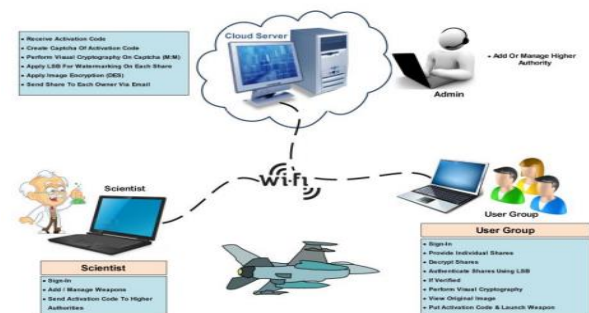 Cloud Server
• Receive Activation Code
• Create Captcha Of Activation Code
• Perform Visual Cryptography On Captcha (M:M)
• Apply LSB For Watermarking On Each Share
• Apply Image Encryption (DES)
• Send Share To Each Owner Via Email
• Add Or Manage Higher
Authority
Admin
Wi-Fi
Scientist
User Group
Scientist
• Sign-In
• Add / Manage Weapons
• Send Activation Code To Higher
Authorities
User Group
• Sign-In
• Provide Individual Shares
• Decrypt Shares
• Authenticate Shares Using LSB
• If Verified
• Perform Visual Cryptography
• View Original Image
• Put Activation Code & Launch Weapon